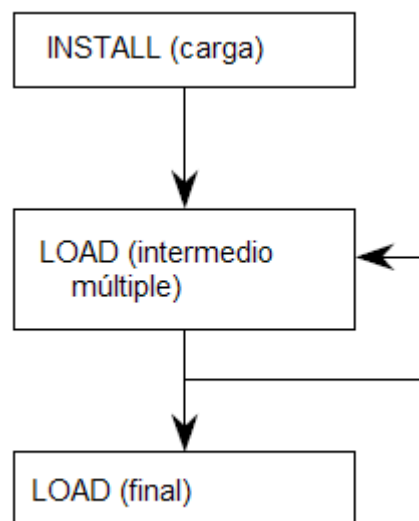 INSTALL (carga)
LOAD (intermedio
múltiple)
LOAD (final)